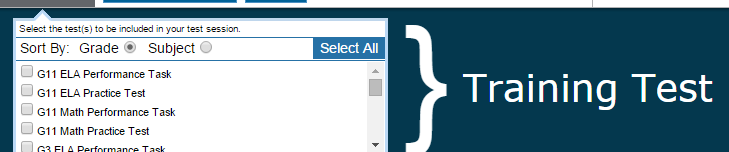 Select the test(s) to be included in your test session.
Sort By: Grade Subject Select All
G11 ELA Performance Task
G11 ELA Practice Test
G11 Math Performance Task
G11 Math Practice Test
G3 ELA Performance Task
} Training Test